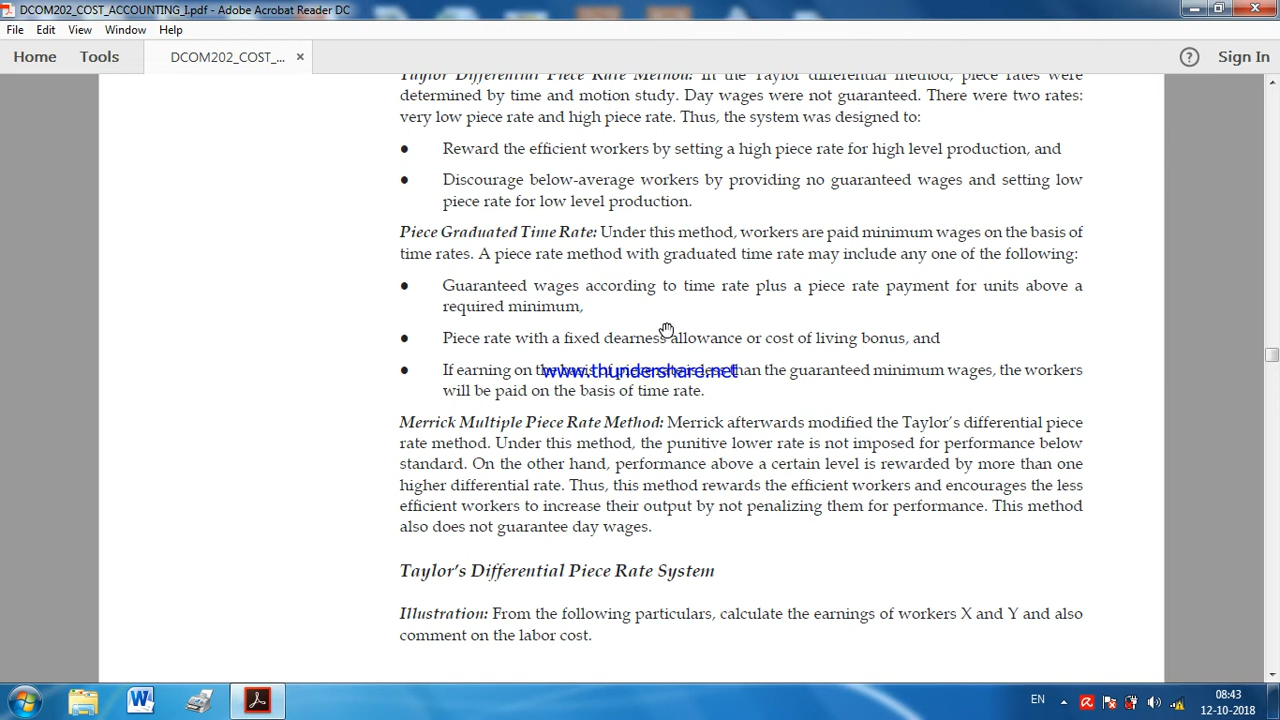 DCOM202_COST_ACCOUNTING_I.pdf - Adobe Acrobat Reader DC
File Edit View Window Help
Home Tools DCOM202_COST_... × ? Sign In
Taylor Differential Piece Rate Method: In the Taylor differential method, piece rates were
determined by time and motion study. Day wages were not guaranteed. There were two rates:
very low piece rate and high piece rate. Thus, the system was designed to:
● Reward the efficient workers by setting a high piece rate for high level production, and
● Discourage below-average workers by providing no guaranteed wages and setting low
piece rate for low level production.
Piece Graduated Time Rate: Under this method, workers are paid minimum wages on the basis of
time rates. A piece rate method with graduated time rate may include any one of the following:
● Guaranteed wages according to time rate plus a piece rate payment for units above a
required minimum,
● Piece rate with a fixed dearness allowance or cost of living bonus, and
● If earning on the basis of less than the guaranteed minimum wages, the workers
www.thundershare.net
will be paid on the basis of time rate.
Merrick Multiple Piece Rate Method: Merrick afterwards modified the Taylor's differential piece
rate method. Under this method, the punitive lower rate is not imposed for performance below
standard. On the other hand, performance above a certain level is rewarded by more than one
higher differential rate. Thus, this method rewards the efficient workers and encourages the less
efficient workers to increase their output by not penalizing them for performance. This method
also does not guarantee day wages.
Taylor's Differential Piece Rate System
Illustration: From the following particulars, calculate the earnings of workers X and Y and also
comment on the labor cost.
EN 08:43
12-10-2018